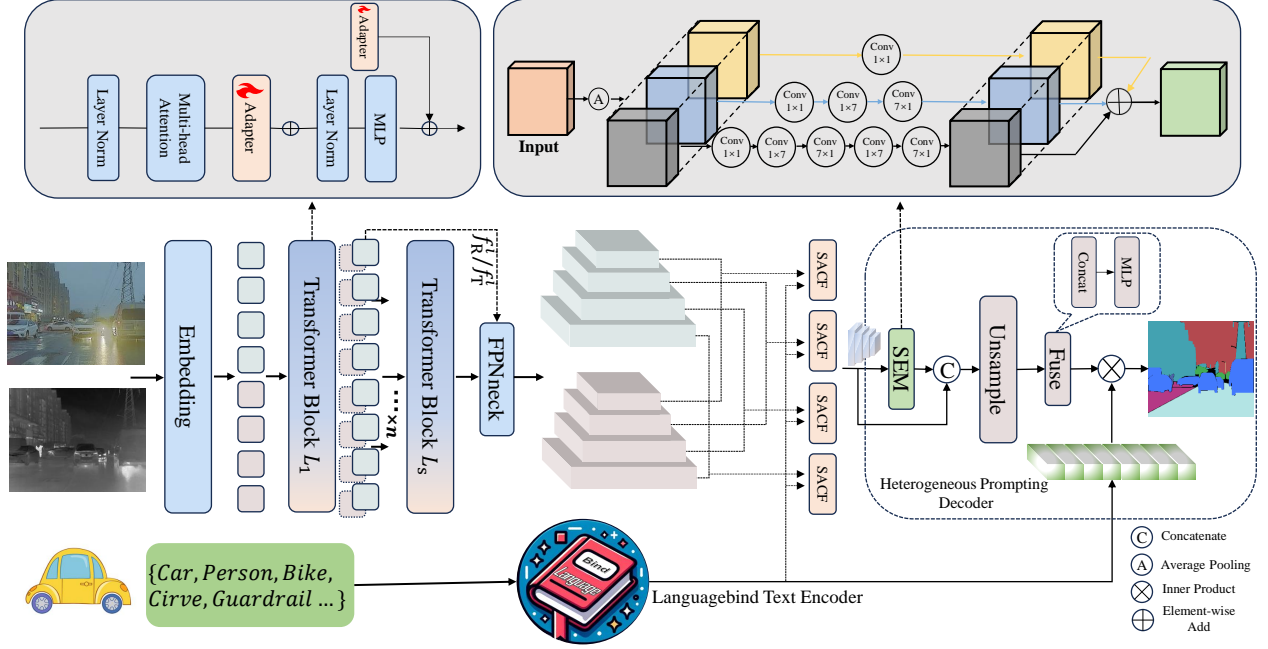 Adapter
Layer Norm
Multi-head
Attention
Adapter
Layer Norm
MLP
Input
A
Conv
1×1
Conv
1×1
Conv
1×7
Conv
7×1
Conv
1×1
Conv
1×7
Conv
7×1
Conv
1×7
Conv
7×1
Embedding
Transformer Block L₁
...×n
Transformer Block Lₛ
f_R^i/f_T^i
FPNneck
SACF
SACF
SACF
SACF
SEM
C
Unsample
Fuse
Concat
MLP
Heterogeneous Prompting
Decoder
{Car, Person, Bike,
Cirve, Guardrail ... }
Bind
Language
Languagebind Text Encoder
C Concatenate
A Average Pooling
Inner Product
Element-wise
Add